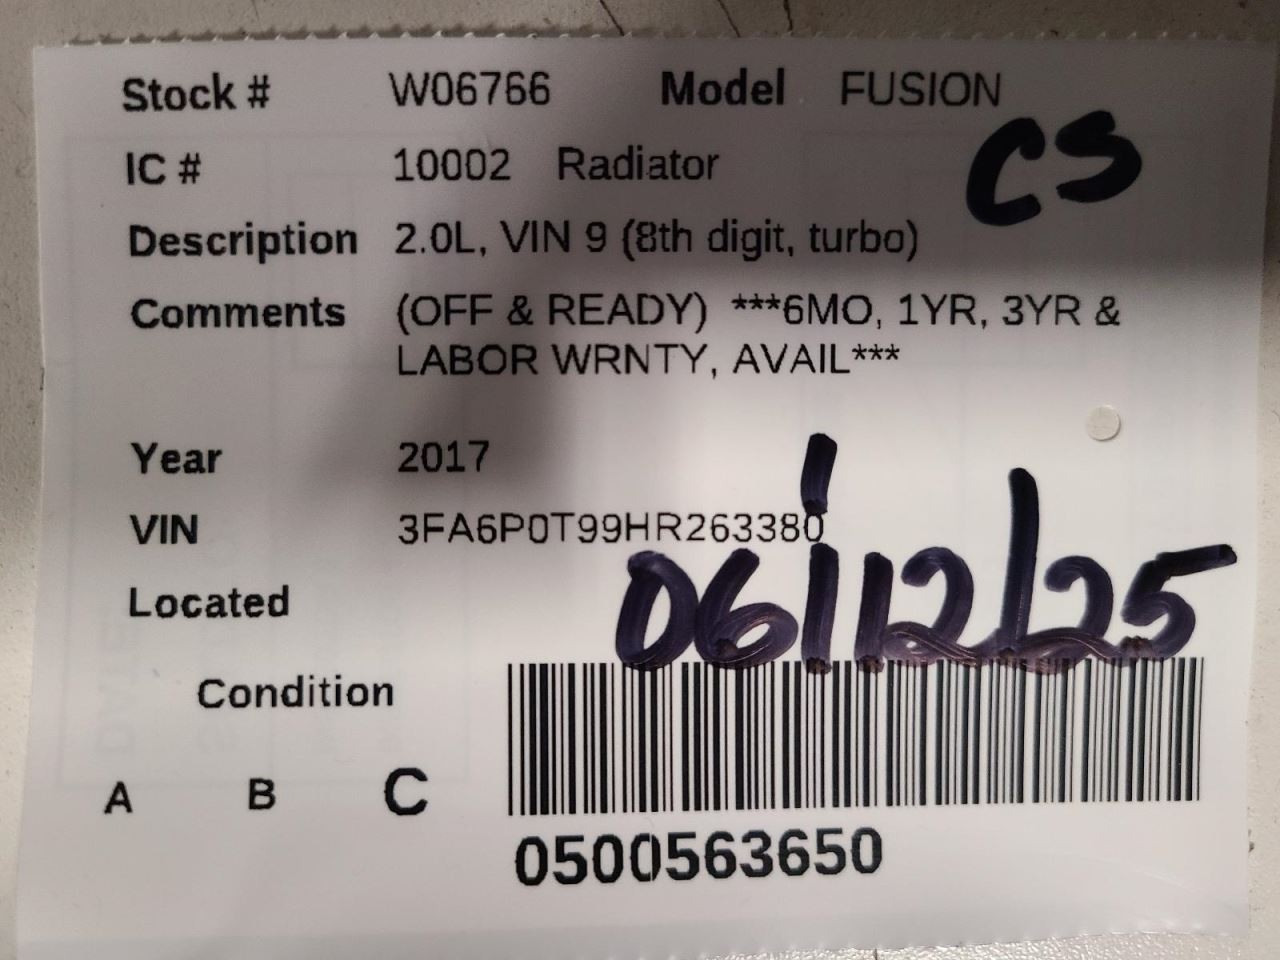 Stock # W06766 Model FUSION
CS
IC # 10002 Radiator
Description 2.0L, VIN 9 (8th digit, turbo)
Comments (OFF & READY) ***6MO, 1YR, 3YR &
LABOR WRNTY, AVAIL***
Year 2017
VIN 3FA6P0T99HR263380
06/12/25
Located
Condition
A B C
0500563650